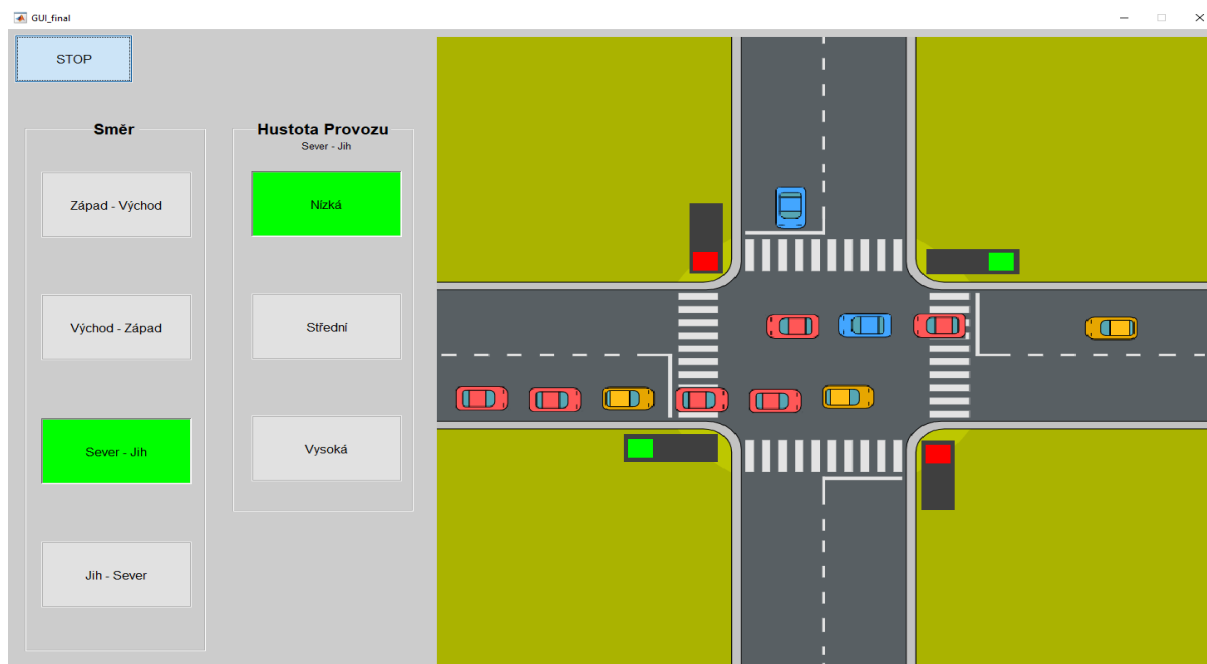 GUI_final
STOP
Směr
Západ - Východ
Východ - Západ
Sever - Jih
Jih - Sever
Hustota Provozu
Sever - Jih
Nízká
Střední
Vysoká